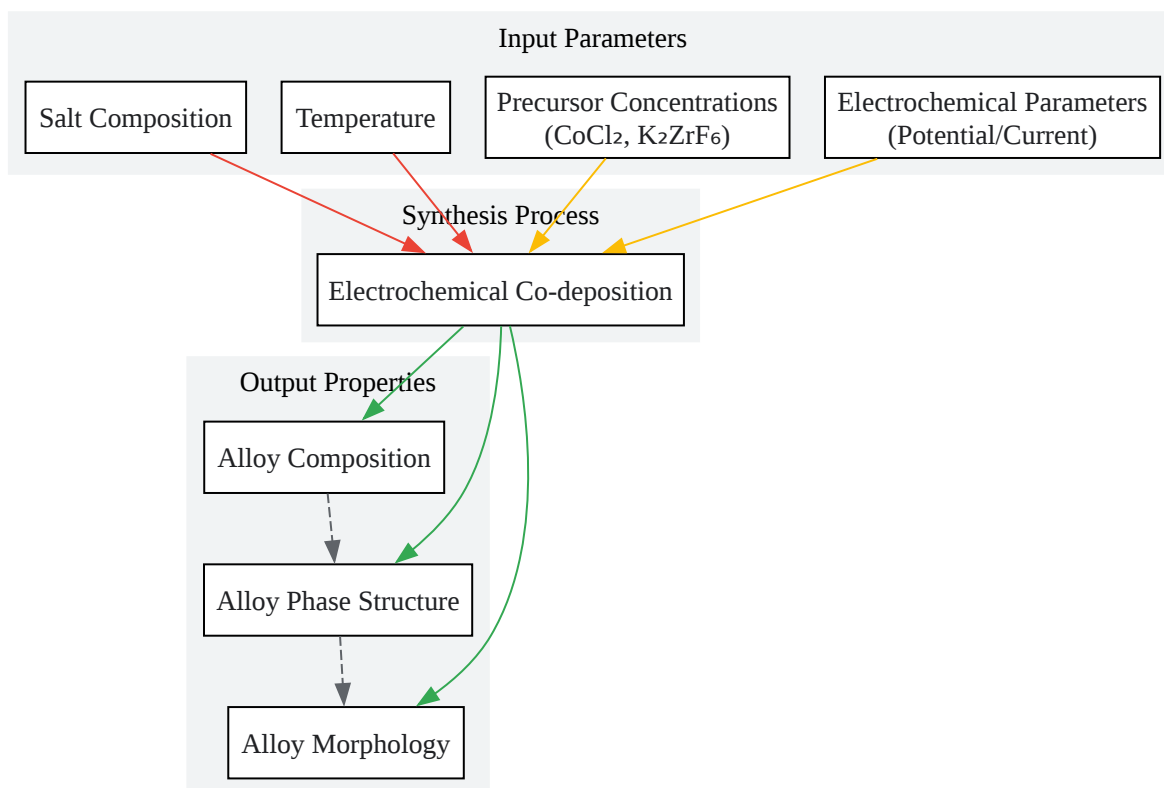 Input Parameters
Salt Composition
Temperature
Precursor Concentrations
(CoCl₂, K₂ZrF₆)
Electrochemical Parameters
(Potential/Current)
Synthesis Process
Electrochemical Co-deposition
Output Properties
Alloy Composition
Alloy Phase Structure
Alloy Morphology